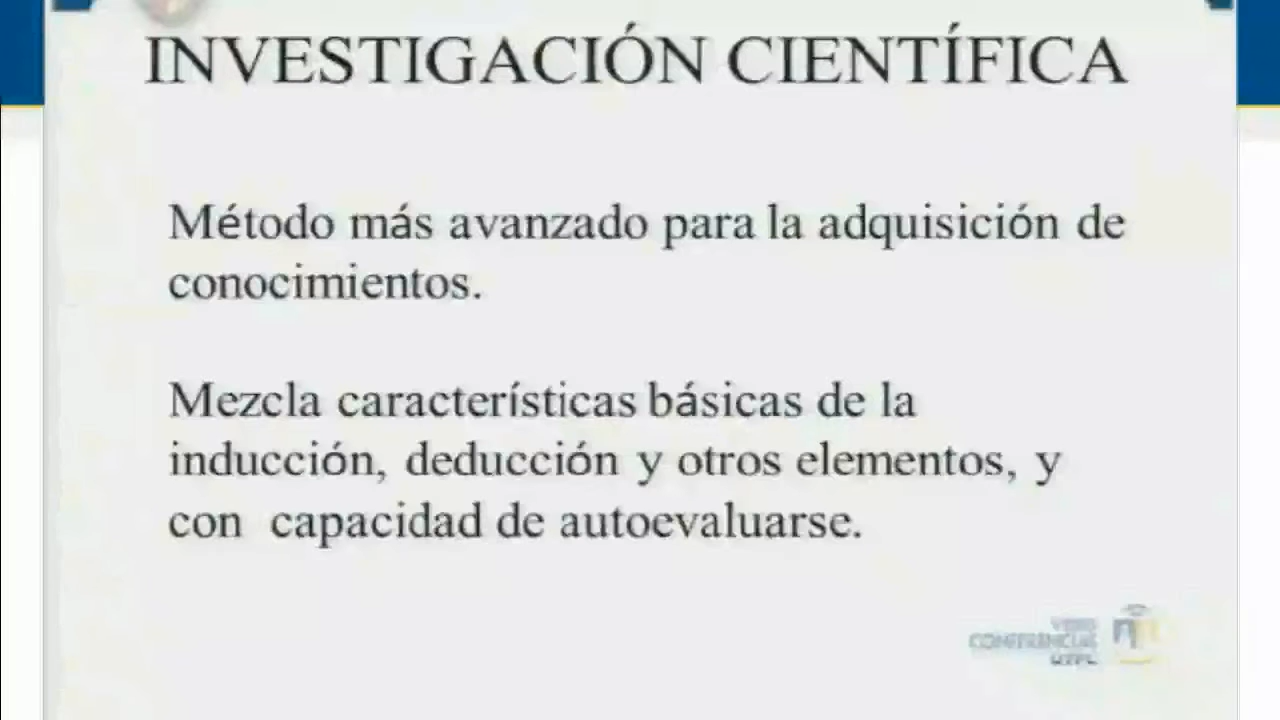 INVESTIGACIÓN CIENTÍFICA
Método más avanzado para la adquisición de
conocimientos.
Mezcla características básicas de la
inducción, deducción y otros elementos, y
con capacidad de autoevaluarse.
CONFERENCIAS